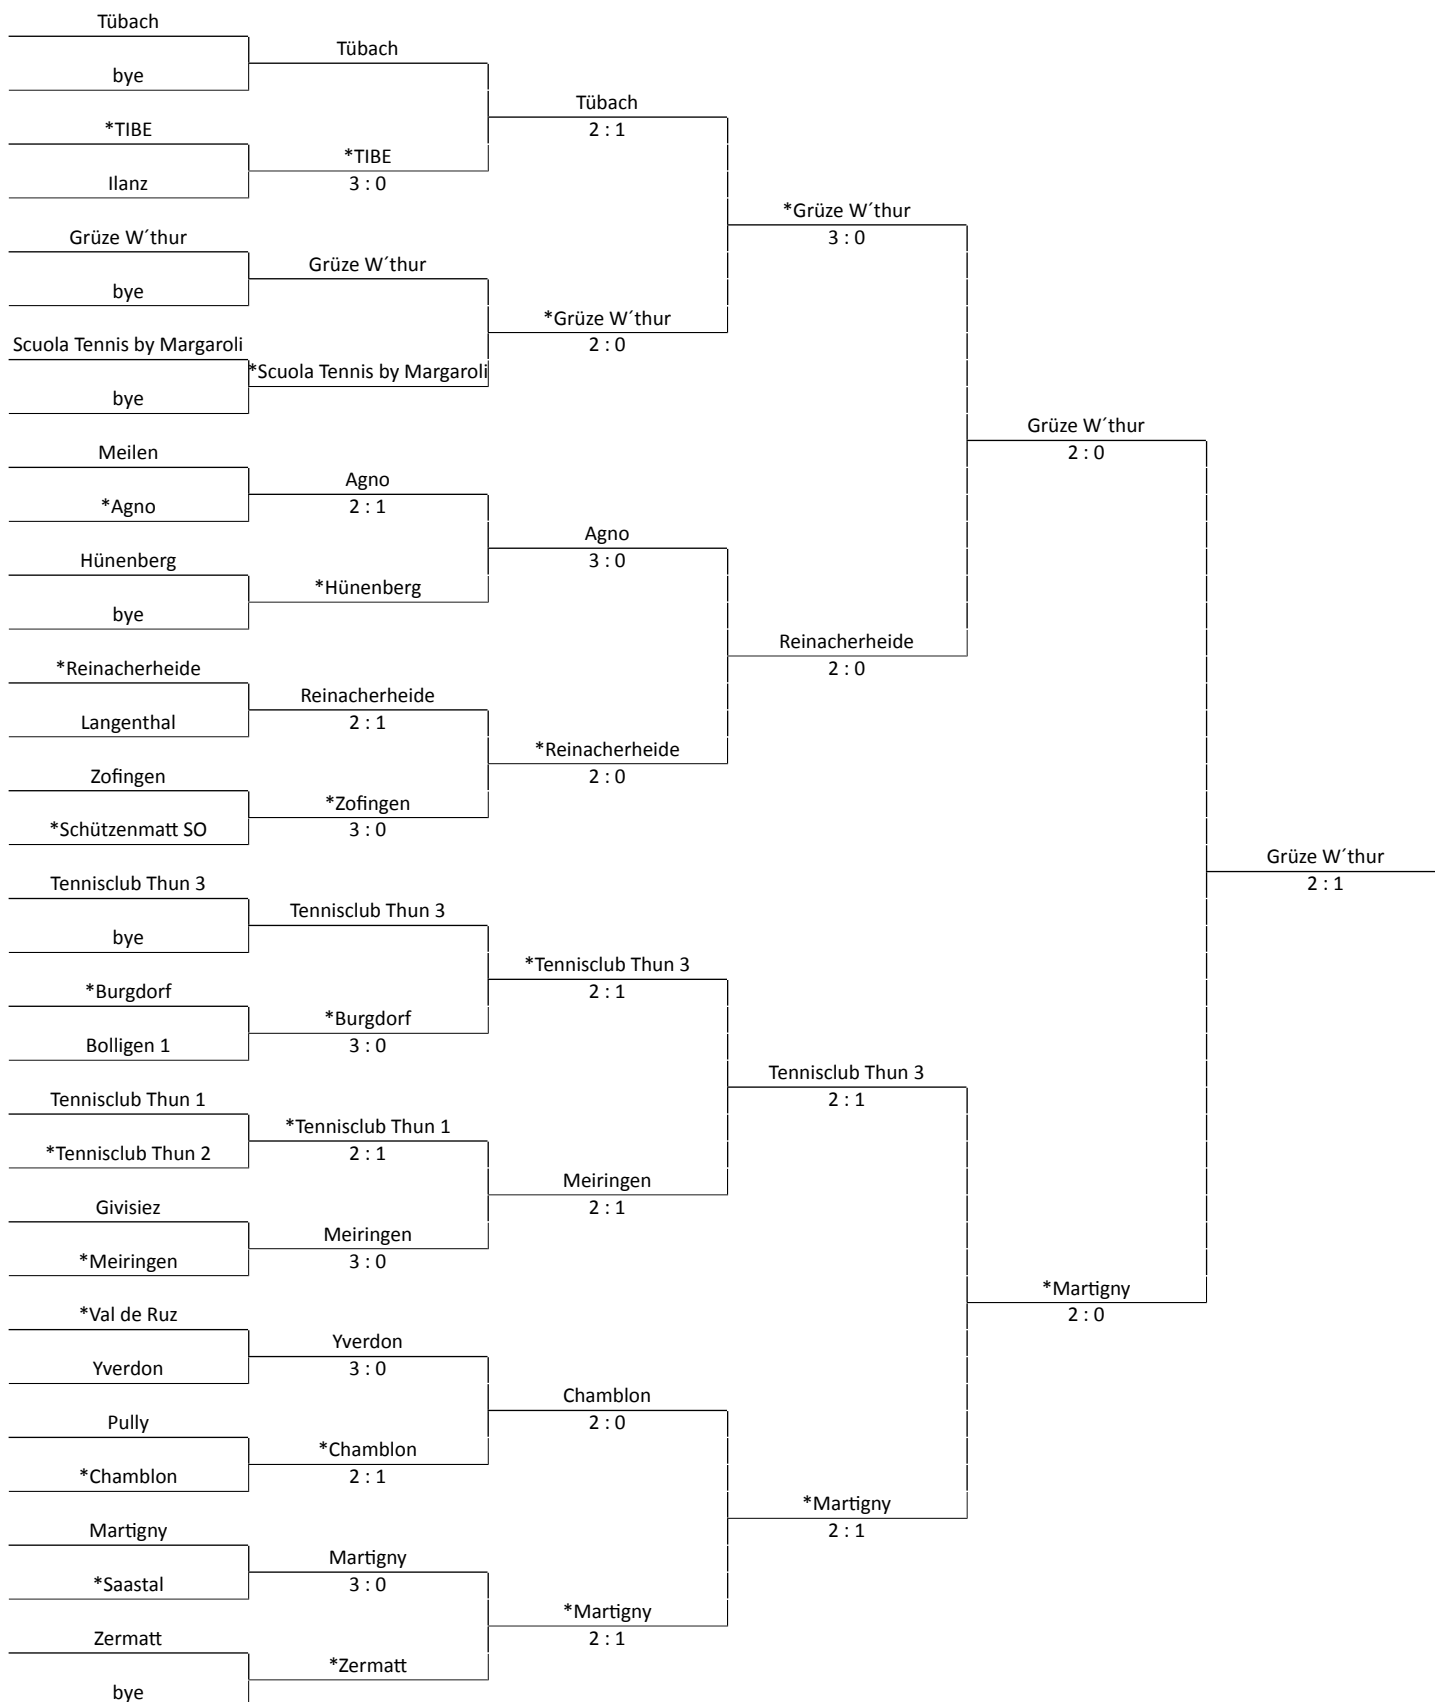 Tübach
Tübach
bye
Tübach
2 : 1
*TIBE
*TIBE
3 : 0
Ilanz
*Grüze W´thur
3 : 0
Grüze W´thur
Grüze W´thur
bye
*Grüze W´thur
2 : 0
Scuola Tennis by Margaroli
*Scuola Tennis by Margaroli
bye
Grüze W´thur
2 : 0
Meilen
Agno
2 : 1
*Agno
Agno
3 : 0
Hünenberg
*Hünenberg
bye
Reinacherheide
2 : 0
*Reinacherheide
Reinacherheide
2 : 1
Langenthal
*Reinacherheide
2 : 0
Zofingen
*Zofingen
3 : 0
*Schützenmatt SO
Grüze W´thur
2 : 1
Tennisclub Thun 3
Tennisclub Thun 3
bye
*Tennisclub Thun 3
2 : 1
*Burgdorf
*Burgdorf
3 : 0
Bolligen 1
Tennisclub Thun 3
2 : 1
Tennisclub Thun 1
*Tennisclub Thun 1
2 : 1
*Tennisclub Thun 2
Meiringen
2 : 1
Givisiez
Meiringen
3 : 0
*Meiringen
*Martigny
2 : 0
*Val de Ruz
Yverdon
3 : 0
Yverdon
Chamblon
2 : 0
Pully
*Chamblon
2 : 1
*Chamblon
*Martigny
2 : 1
Martigny
Martigny
3 : 0
*Saastal
*Martigny
2 : 1
Zermatt
*Zermatt
bye